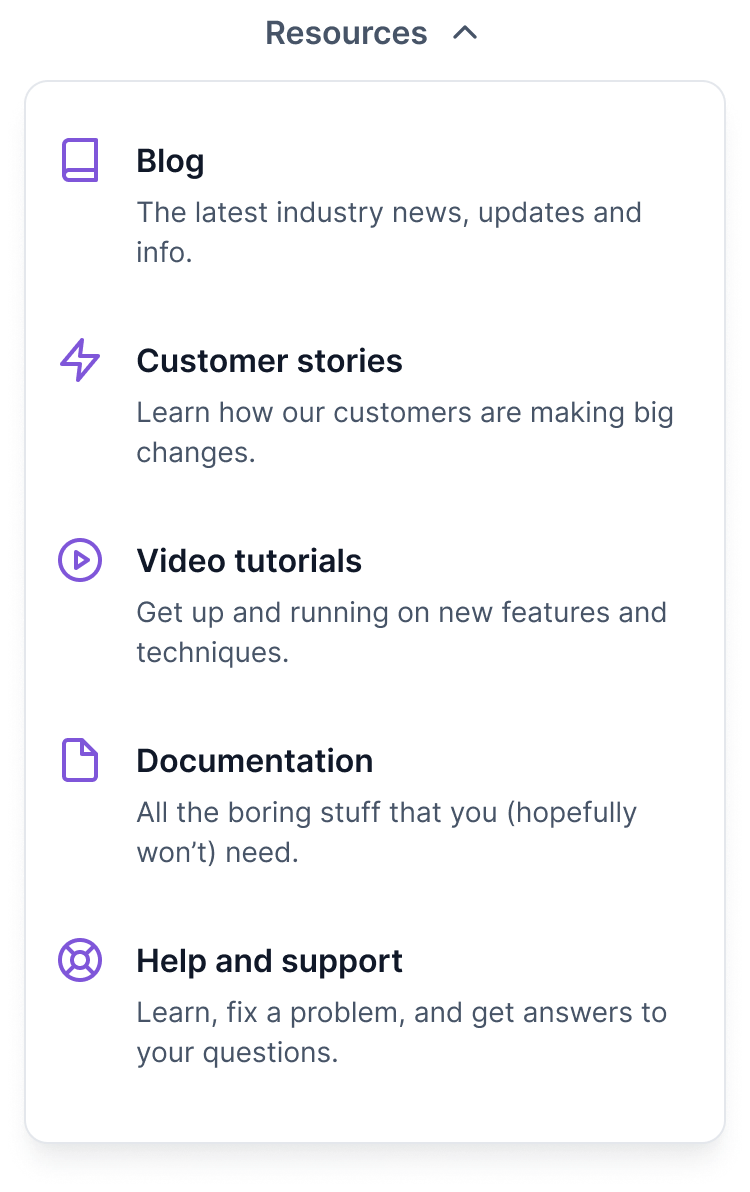 Resources
Blog
The latest industry news, updates and
info.
Customer stories
Learn how our customers are making big
changes.
Video tutorials
Get up and running on new features and
techniques.
Documentation
All the boring stuff that you (hopefully
won’t) need.
Help and support
Learn, fix a problem, and get answers to
your questions.